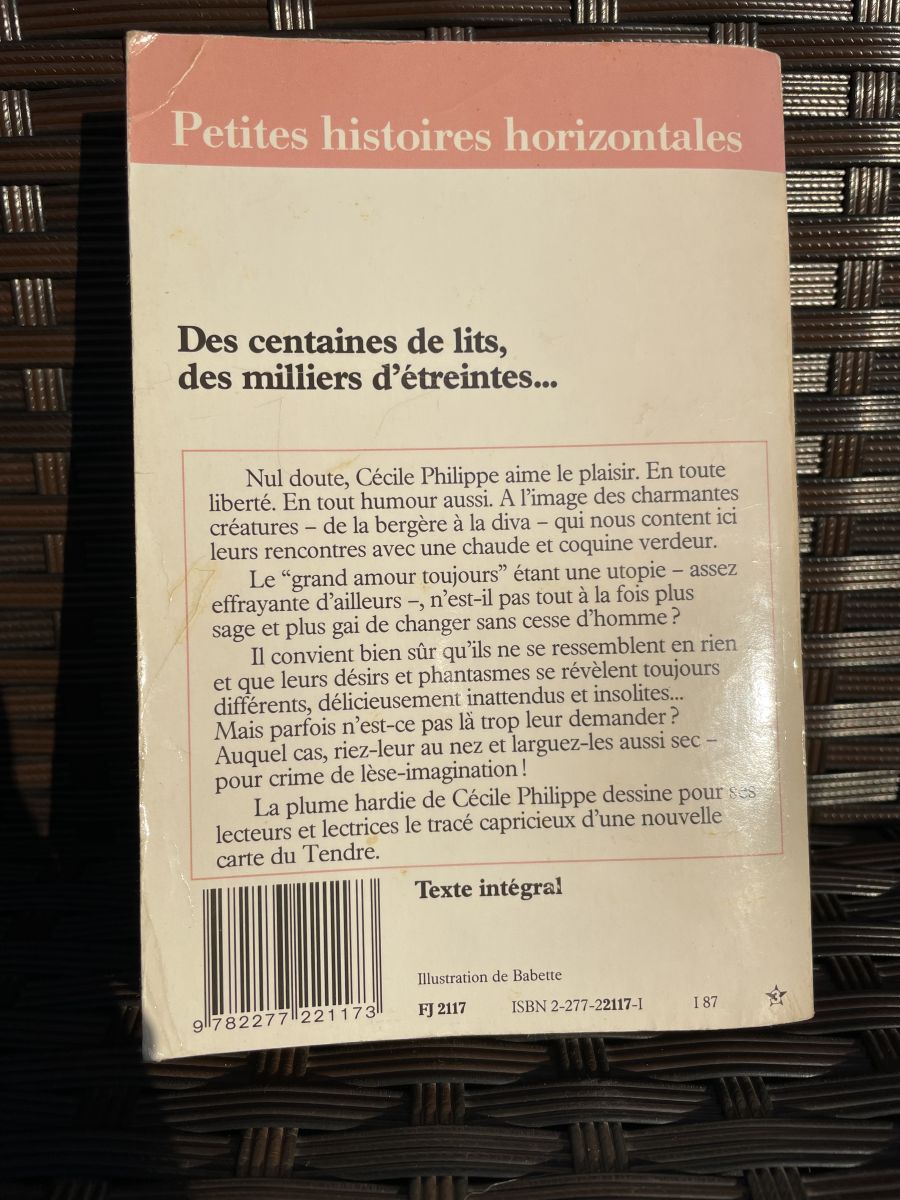 Petites histoires horizontales
Des centaines de lits,
des milliers d'étreintes...
Nul doute, Cécile Philippe aime le plaisir. En toute
liberté. En tout humour aussi. A l'image des charmantes
créatures – de la bergère à la diva – qui nous content ici
leurs rencontres avec une chaude et coquine verdeur.
Le “grand amour toujours” étant une utopie – assez
effrayante d'ailleurs –, n'est-il pas tout à la fois plus
sage et plus gai de changer sans cesse d'homme ?
Il convient bien sûr qu'ils ne se ressemblent en rien
et que leurs désirs et phantasmes se révèlent toujours
différents, délicieusement inattendus et insolites...
Mais parfois n'est-ce pas là trop leur demander ?
Auquel cas, riez-leur au nez et larguez-les aussi sec –
pour crime de lèse-imagination !
La plume hardie de Cécile Philippe dessine pour ses
lecteurs et lectrices le tracé capricieux d'une nouvelle
carte du Tendre.
Texte intégral
Illustration de Babette
FJ 2117 ISBN 2-277-22117-1 I 87 3
9 782277 221173